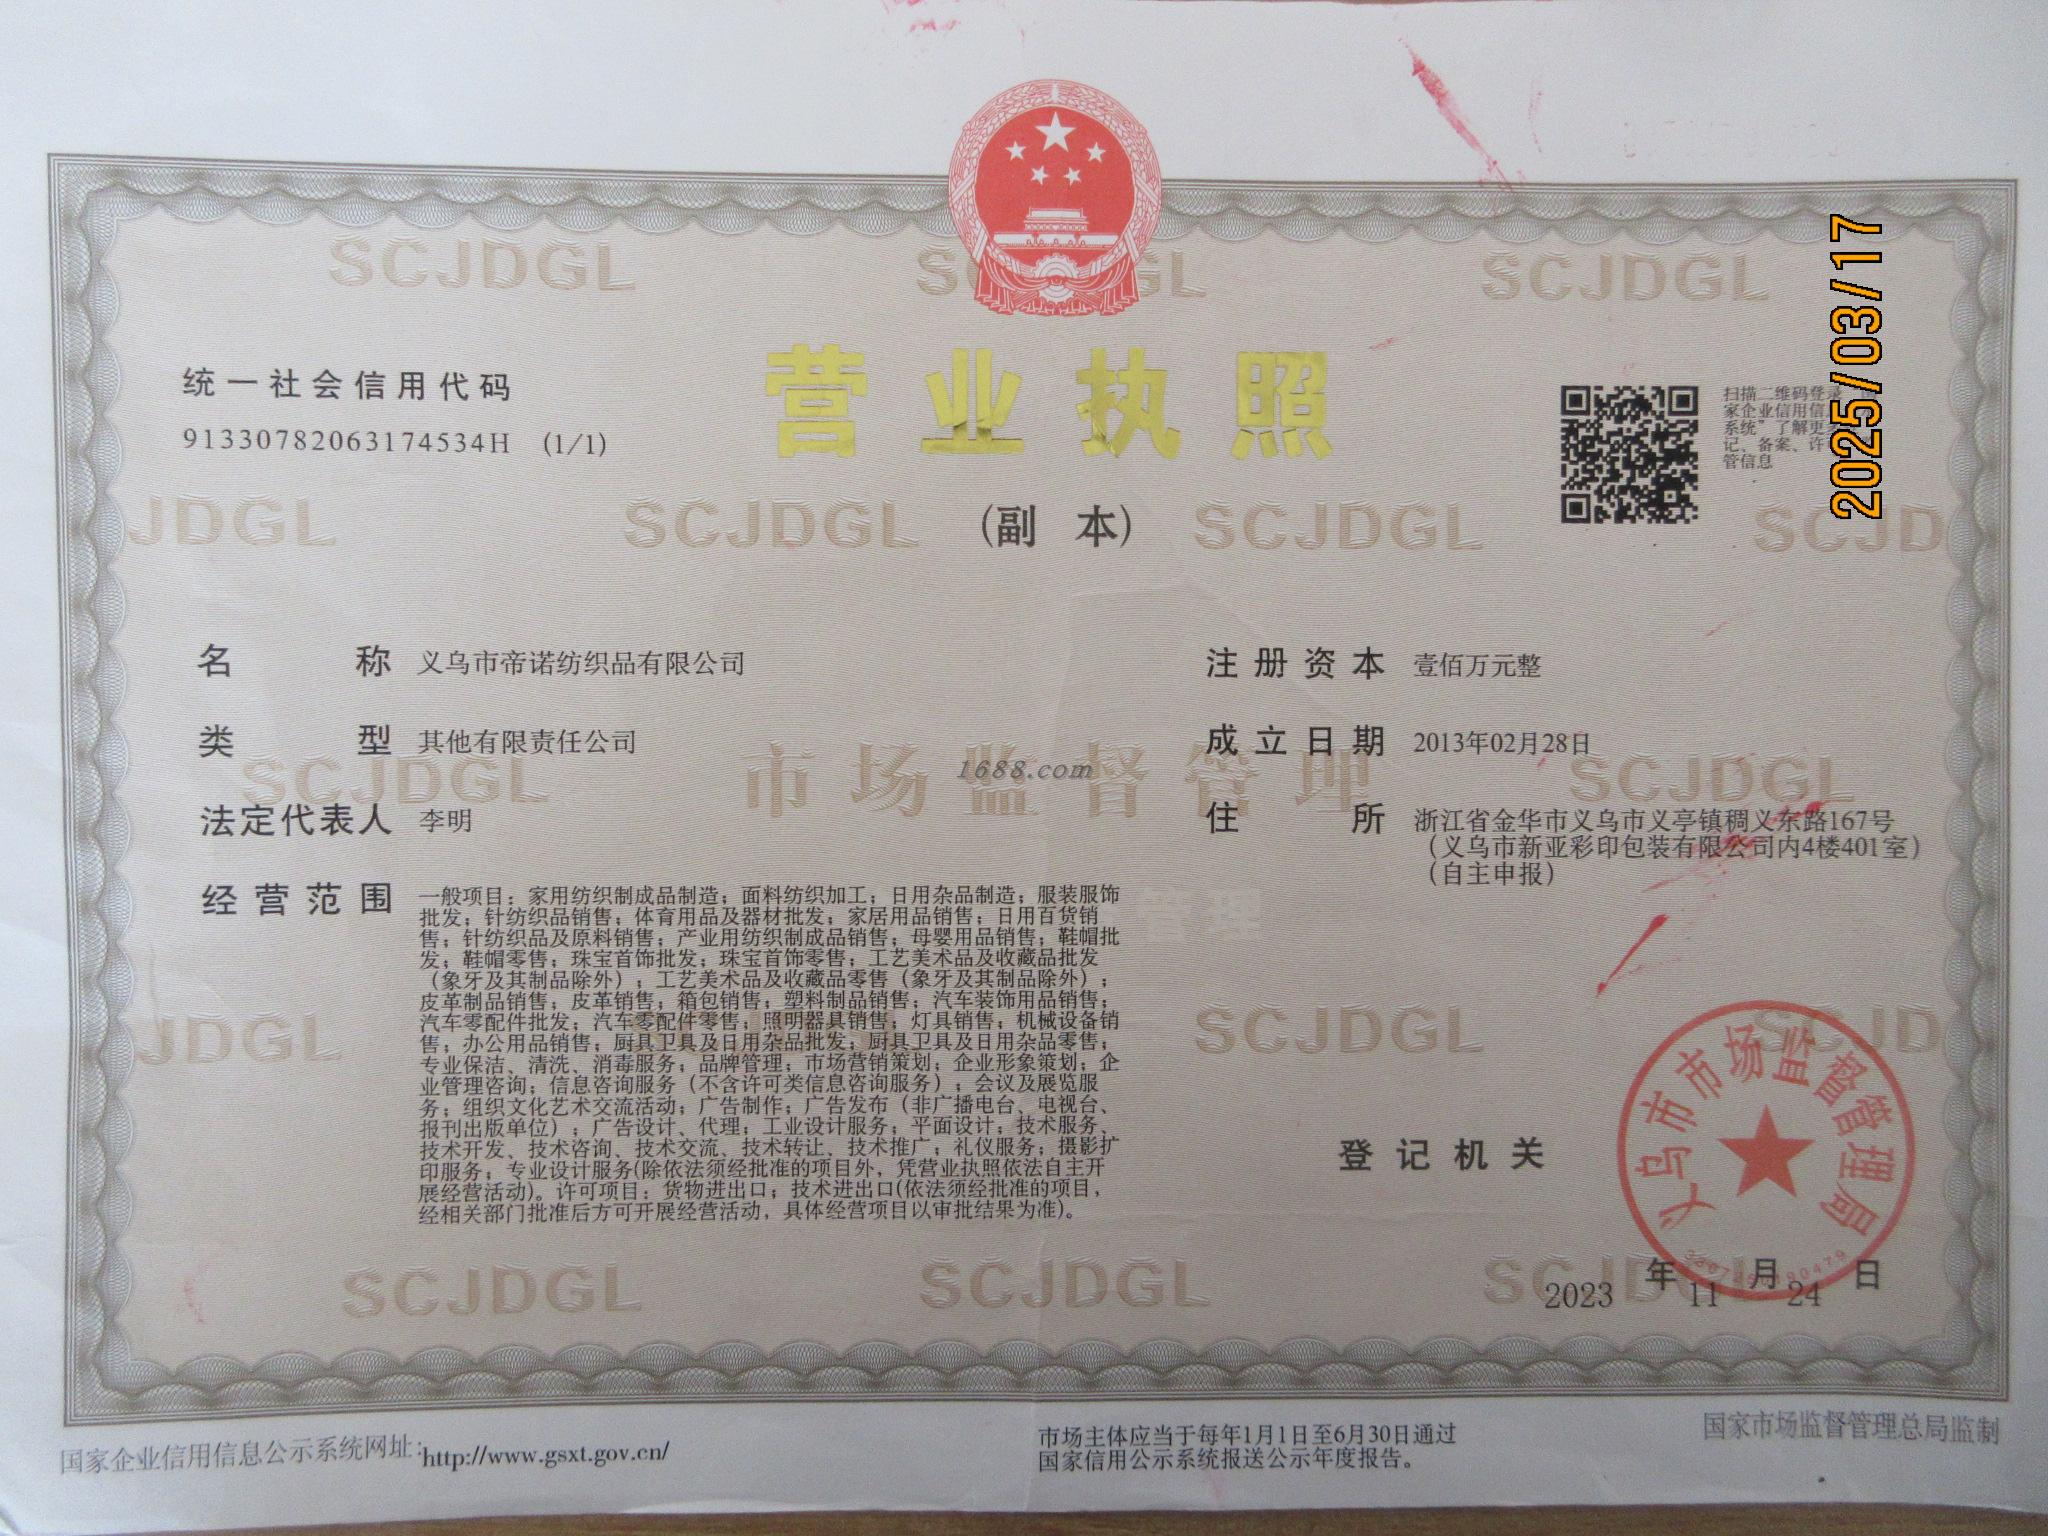 统一社会信用代码
91330782063174534H (1/1)
营业执照
(副 本)
扫描二维码登录
家企业信用信
系统”了解更
记、备案、许
管信息
2025/03/17
名 称 义乌市帝诺纺织品有限公司
类 型 其他有限责任公司
法定代表人 李明
经营范围 一般项目：家用纺织制成品制造；面料纺织加工；日用杂品制造；服装服饰
批发；针纺织品销售；体育用品及器材批发；家居用品销售；日用百货销
售；针纺织品及原料销售；产业用纺织制成品销售；母婴用品销售；鞋帽批
发；鞋帽零售；珠宝首饰批发；珠宝首饰零售；工艺美术品及收藏品批发
（象牙及其制品除外）；工艺美术品及收藏品零售（象牙及其制品除外）；
皮革制品销售；皮革销售；箱包销售；塑料制品销售；汽车装饰用品销售；
汽车零配件批发；汽车零配件零售；照明器具销售；灯具销售；机械设备销
售；办公用品销售；厨具卫具及日用杂品批发；厨具卫具及日用杂品零售；
专业保洁、清洗、消毒服务；品牌管理；市场营销策划；企业形象策划；企
业管理咨询；信息咨询服务（不含许可类信息咨询服务）；会议及展览服
务；组织文化艺术交流活动；广告制作；广告发布（非广播电台、电视台、
报刊出版单位）；广告设计、代理；工业设计服务；平面设计；技术服务、
技术开发、技术咨询、技术交流、技术转让、技术推广；礼仪服务；摄影扩
印服务；专业设计服务(除依法须经批准的项目外，凭营业执照依法自主开
展经营活动)。许可项目：货物进出口；技术进出口(依法须经批准的项目，
经相关部门批准后方可开展经营活动，具体经营项目以审批结果为准)。
注册资本 壹佰万元整
成立日期 2013年02月28日
住 所 浙江省金华市义乌市义亭镇稠义东路167号
（义乌市新亚彩印包装有限公司内4楼401室）
（自主申报）
1688.com
市场监督管理
SCJDGL
SCJDGL
SCJDGL
SCJDGL
SCJDGL
SCJDGL
SCJDGL
SCJDGL
SCJDGL
SCJDGL
登记机关
义乌市市场监督管理局
2023年11月24日
国家企业信用信息公示系统网址：http://www.gsxt.gov.cn/
市场主体应当于每年1月1日至6月30日通过
国家信用公示系统报送公示年度报告。
国家市场监督管理总局监制